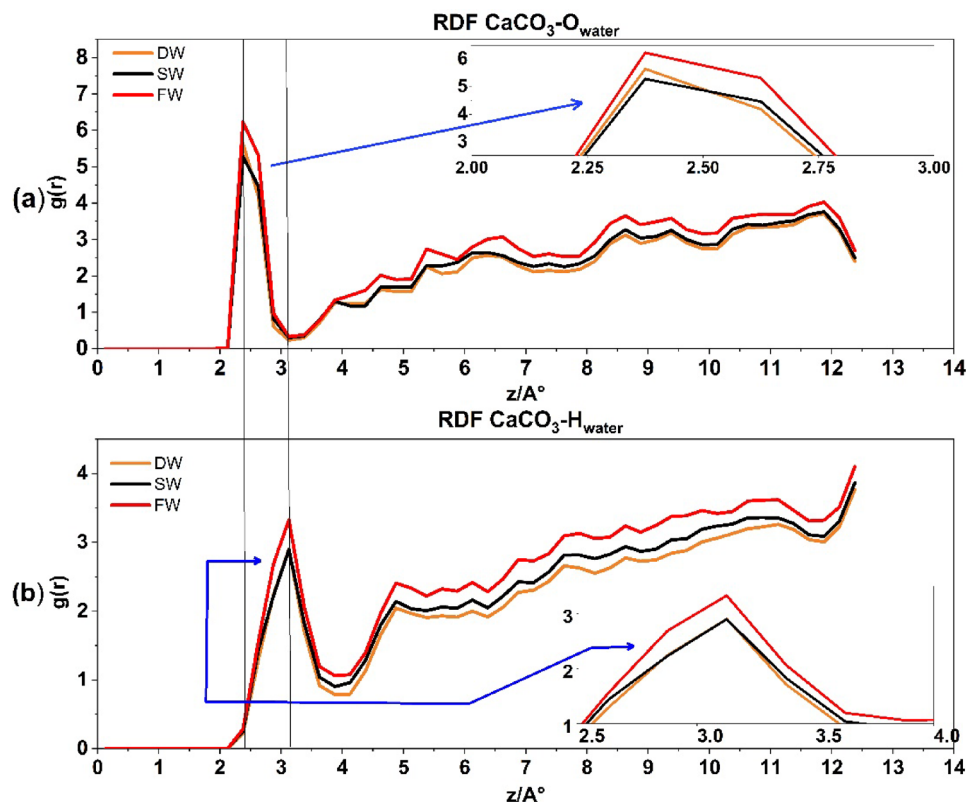 RDF CaCO₃-O_water
DW
SW
FW
8
7
6
5
4
3
2
1
0
(a)
g(r)
6
5
4
3
2.00 2.25 2.50 2.75 3.00
0 1 2 3 4 5 6 7 8 9 10 11 12 13 14
z/A°
RDF CaCO₃-H_water
DW
SW
FW
4
3
2
1
0
(b)
g(r)
3
2
1
2.5 3.0 3.5 4.0
0 1 2 3 4 5 6 7 8 9 10 11 12 13 14
z/A°